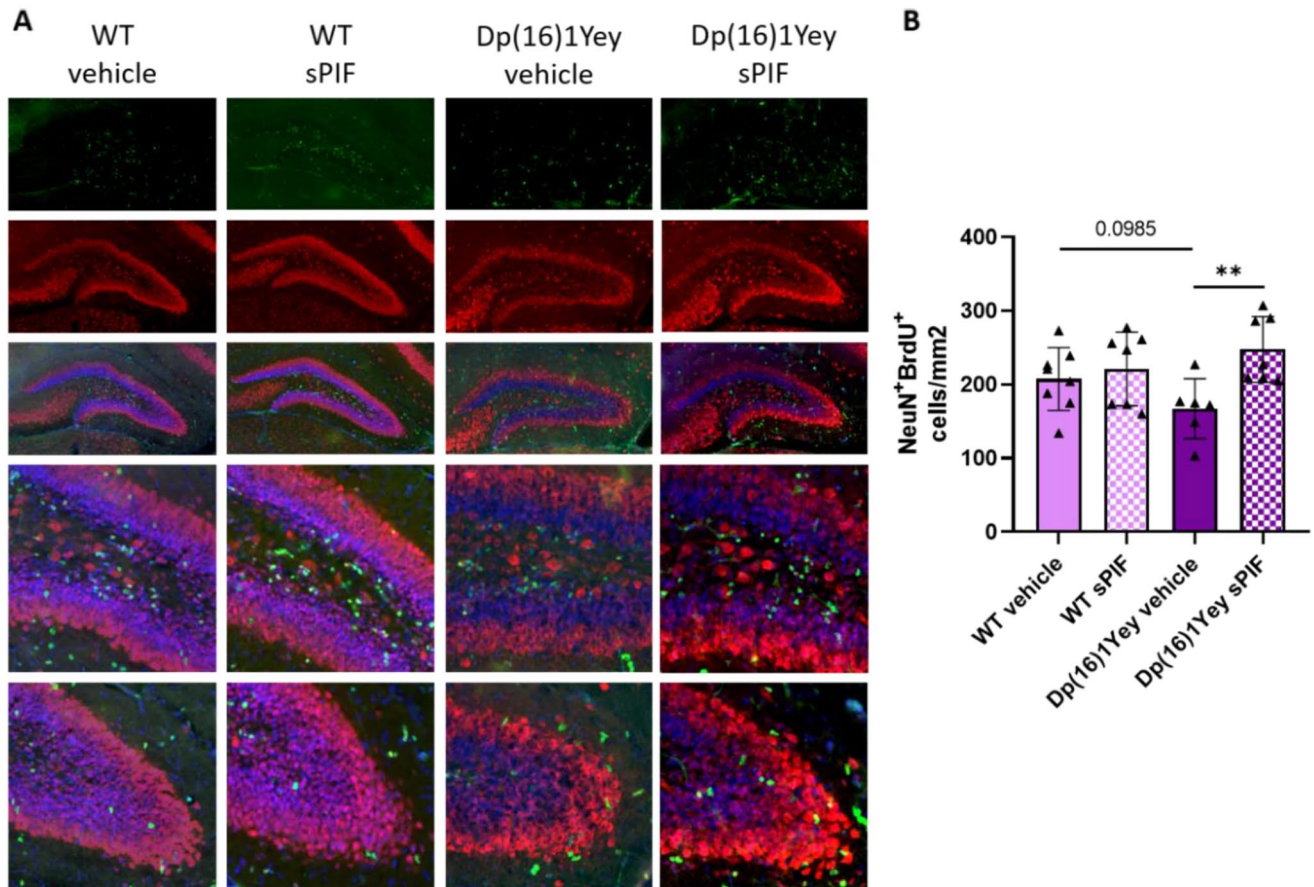 A
WT
vehicle
WT
sPIF
Dp(16)1Yey
vehicle
Dp(16)1Yey
sPIF
B
NeuN+BrdU+
cells/mm2
400
300
200
100
0
0.0985
**
WT vehicle
WT sPIF
Dp(16)1Yey vehicle
Dp(16)1Yey sPIF